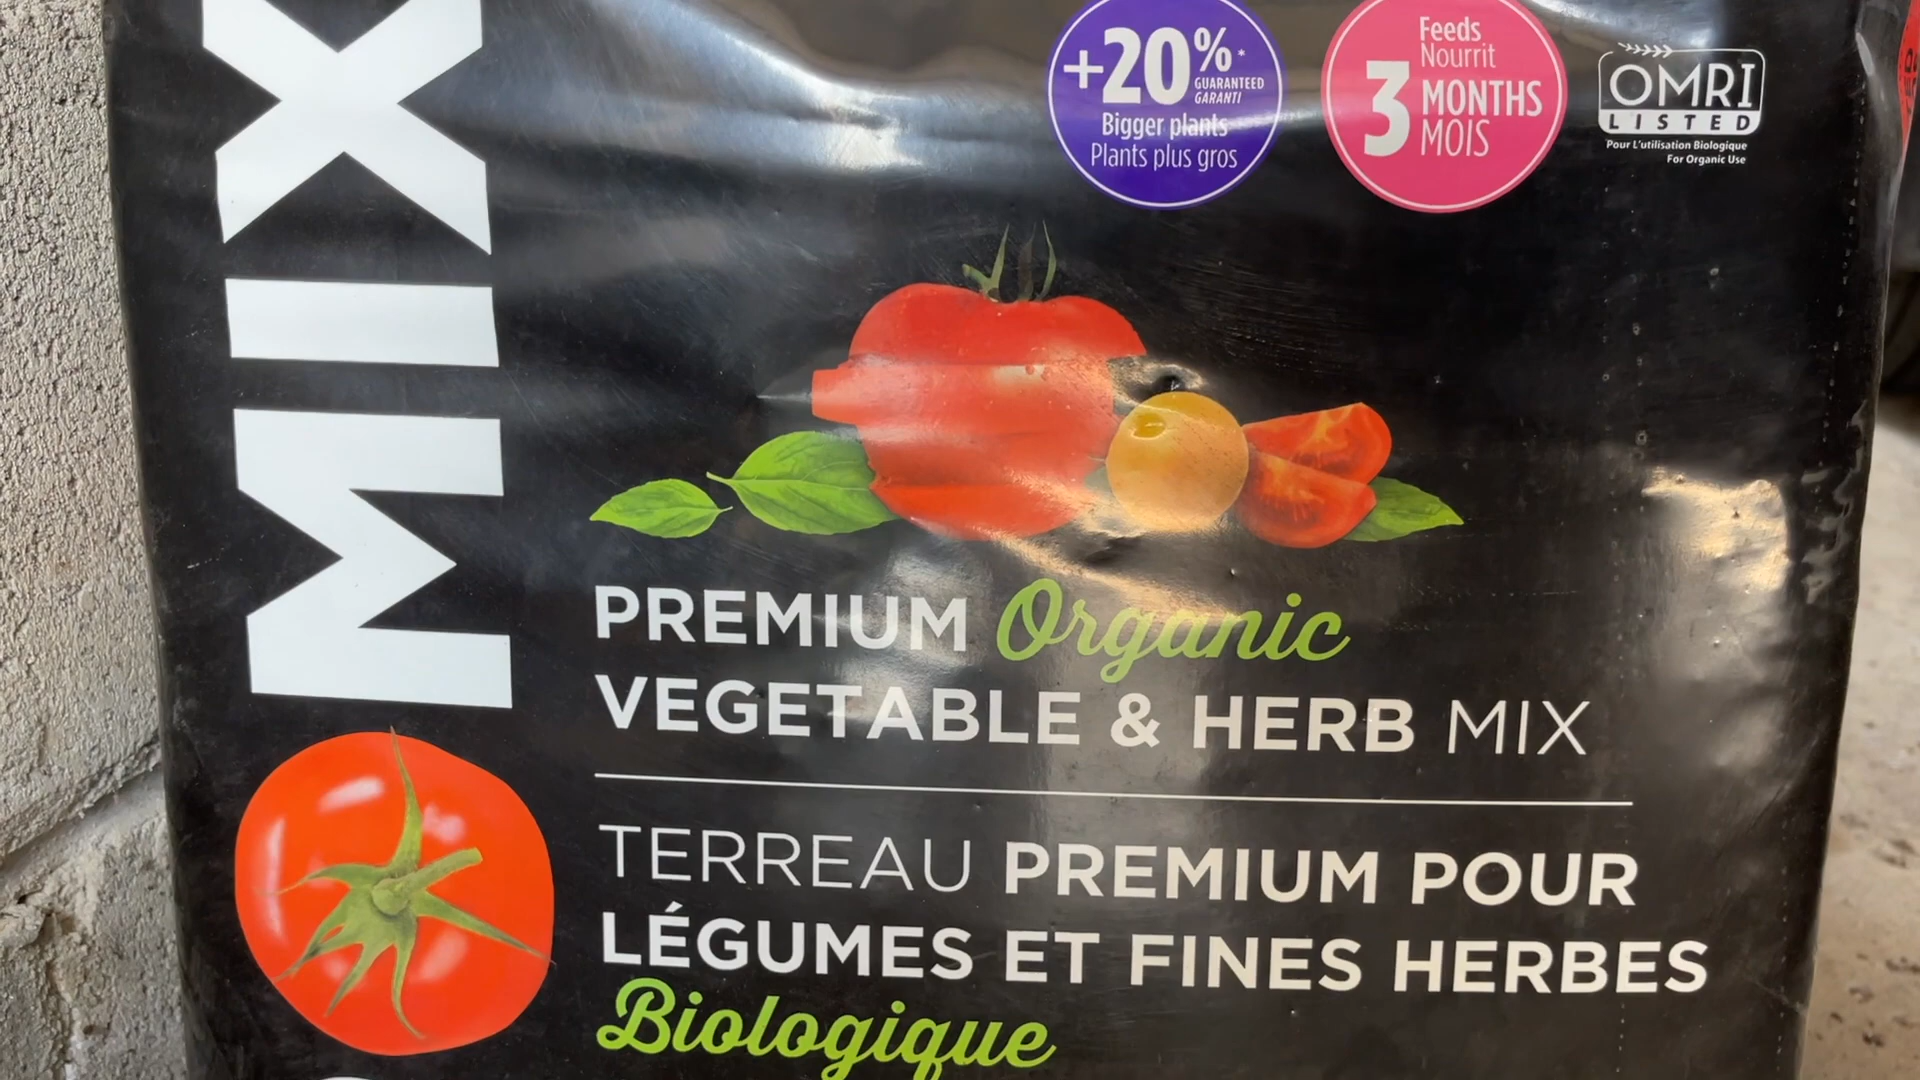 MIX
+20%*
GUARANTEED
GARANTI
Bigger plants
Plants plus gros
Feeds
Nourrit
3 MONTHS
MOIS
OMRI
LISTED
Pour L'utilisation Biologique
For Organic Use
PREMIUM Organic
VEGETABLE & HERB MIX
TERREAU PREMIUM POUR
LÉGUMES ET FINES HERBES
Biologique